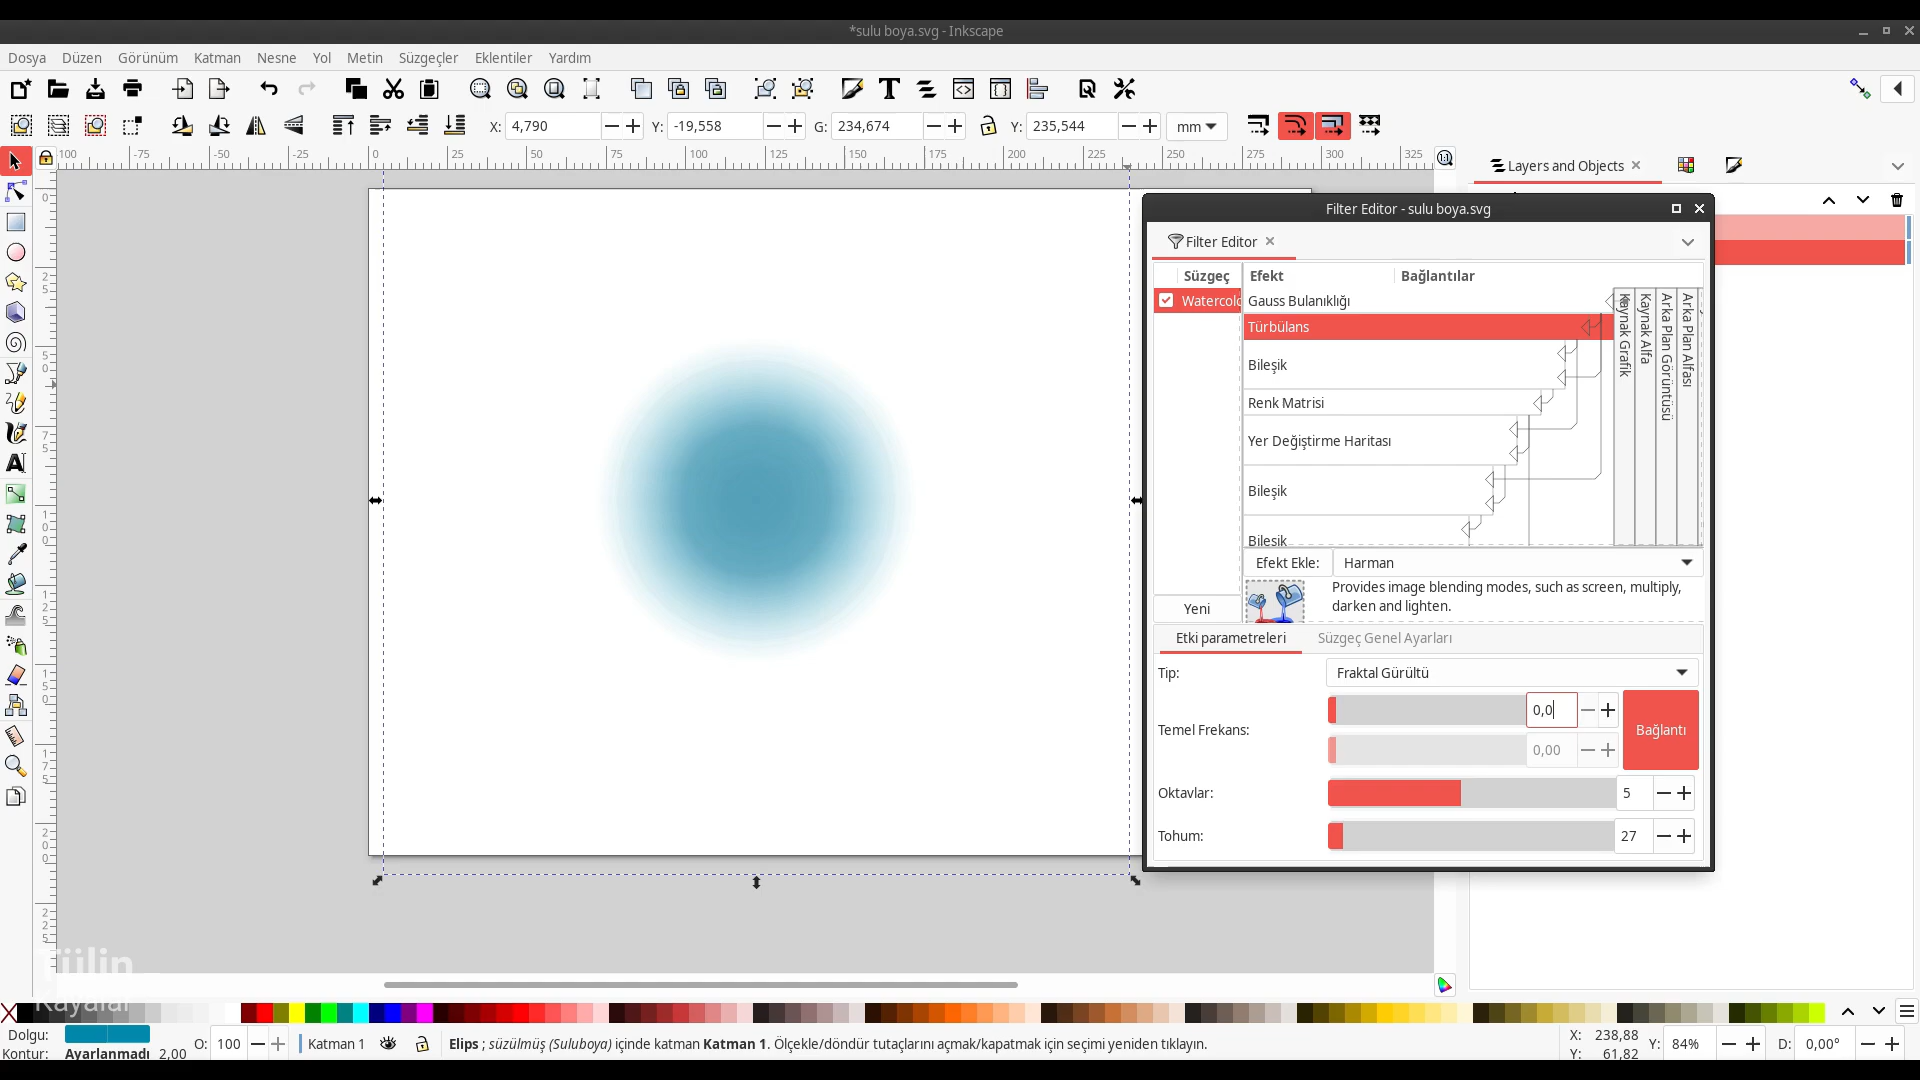 *sulu boya.svg - Inkscape
Dosya Düzen Görünüm Katman Nesne Yol Metin Süzgeçler Eklentiler Yardım
X: 4,790 Y: -19,558 G: 234,674 Y: 235,544 mm
Layers and Objects
Filter Editor - sulu boya.svg
Filter Editor
Süzgeç Efekt Bağlantılar
Gauss Bulanıklığı
Türbülans
Bileşik
Renk Matrisi
Yer Değiştirme Haritası
Bileşik
Bileşik
Kaynak Grafik
Kaynak Alfa
Arka Plan Görüntüsü
Arka Plan Alfası
Efekt Ekle: Harman
Provides image blending modes, such as screen, multiply,
darken and lighten.
Yeni
Etki parametreleri Süzgeç Genel Ayarları
Tip: Fraktal Gürültü
Temel Frekans: 0,0
0,00
Bağlantı
Oktavlar: 5
Tohum: 27
Tülin
Kayalar
Dolgu:
Kontur: Ayarlanmadı 2,00
O: 100
Katman 1
Elips ; süzülmüş (Suluboya) içinde katman Katman 1. Ölçekle/döndür tutaçlarını açmak/kapatmak için seçimi yeniden tıklayın.
X: 238,88
Y: 61,82
Y: 84%
D: 0,00°